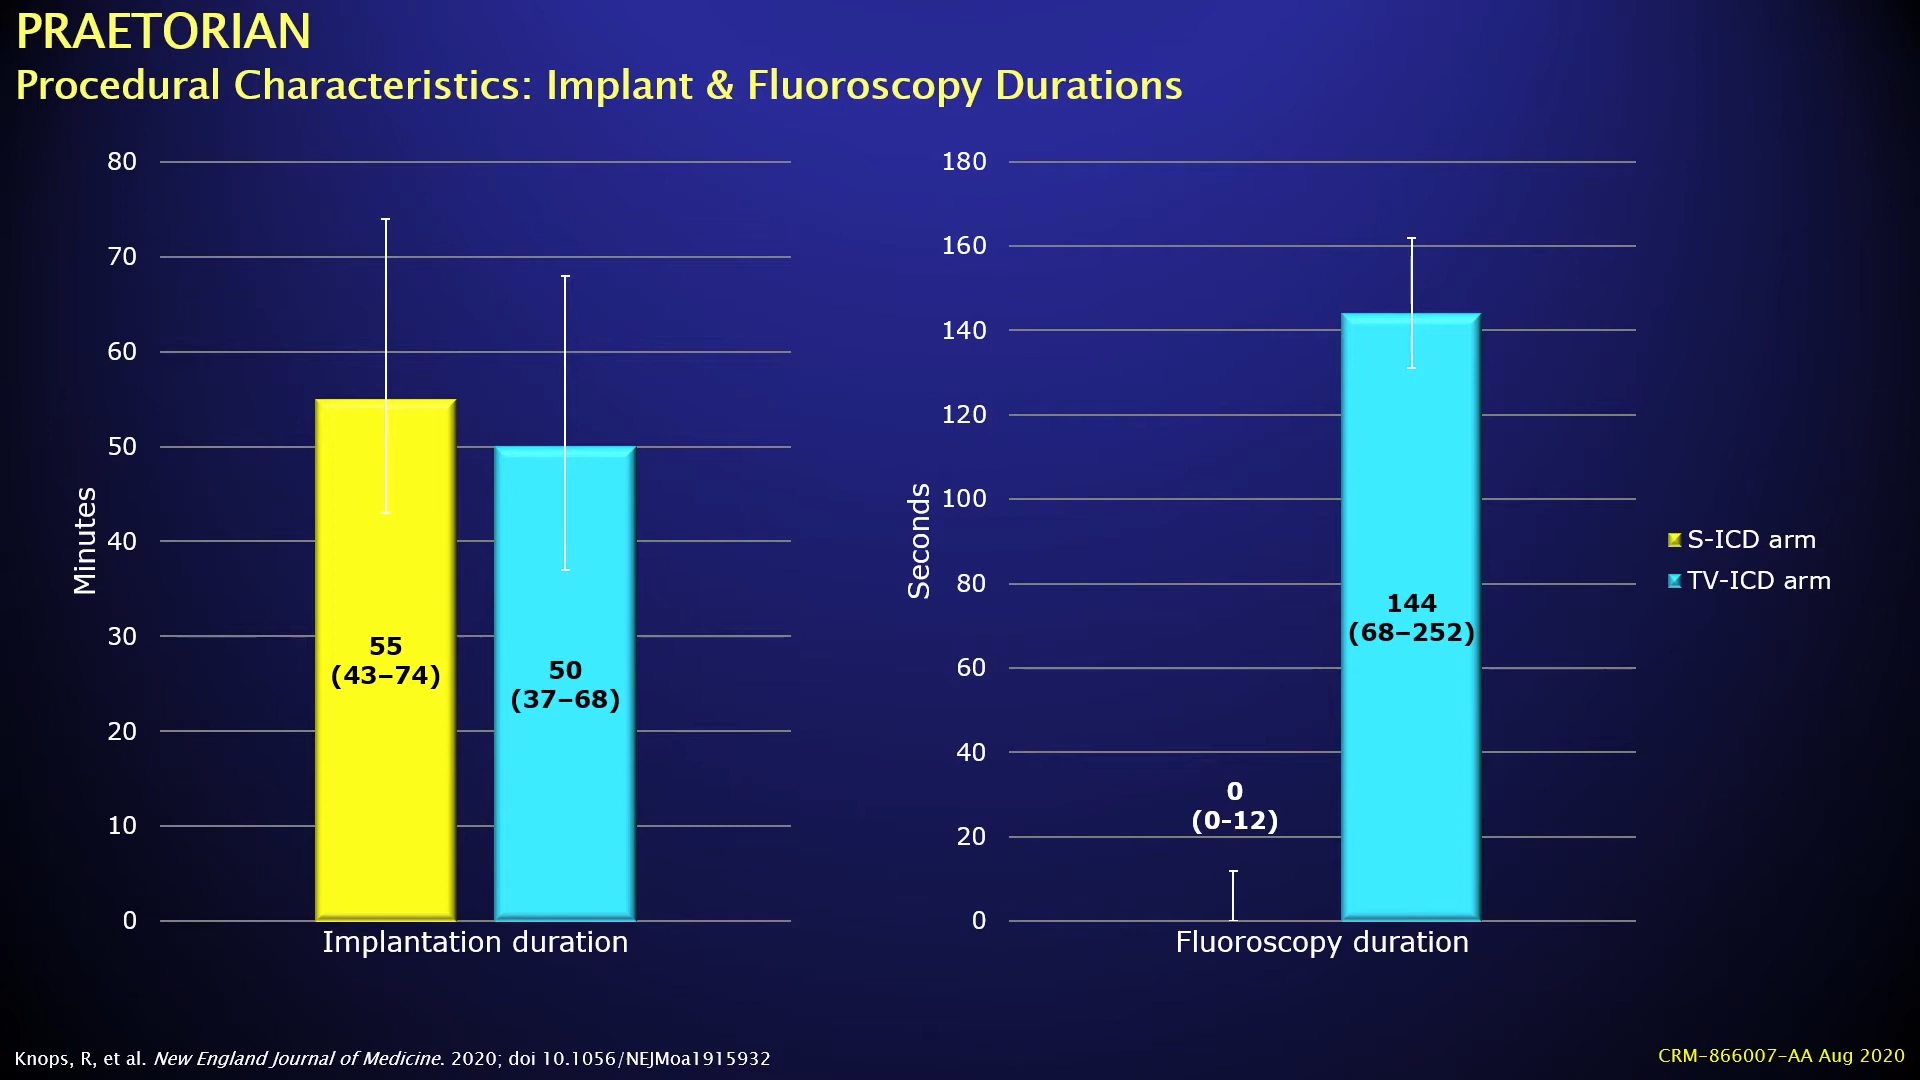 PRAETORIAN
Procedural Characteristics: Implant & Fluoroscopy Durations
80
70
60
50
40
30
20
10
0
Minutes
55
(43–74)
50
(37–68)
Implantation duration
180
160
140
120
100
80
60
40
20
0
Seconds
0
(0-12)
144
(68–252)
Fluoroscopy duration
S-ICD arm
TV-ICD arm
Knops, R, et al. New England Journal of Medicine. 2020; doi 10.1056/NEJMoa1915932
CRM-866007-AA Aug 2020